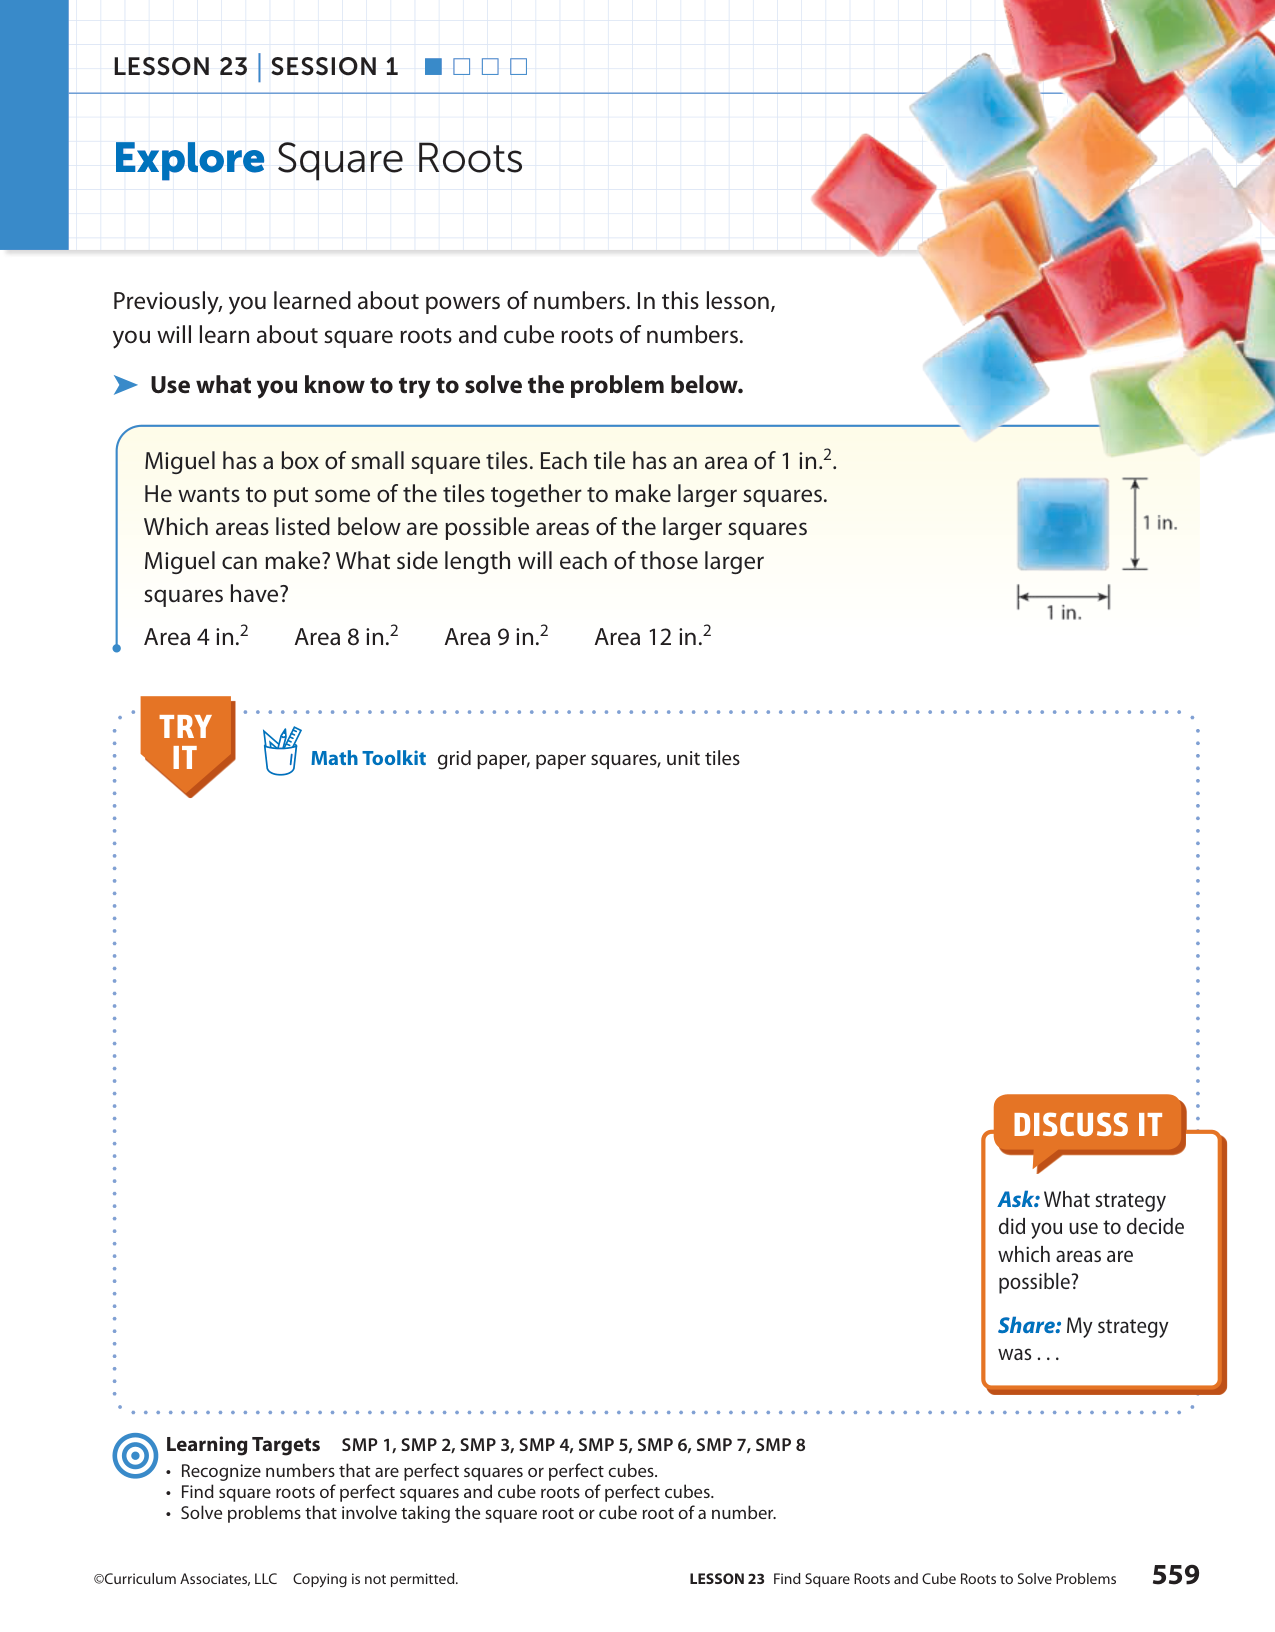 LESSON 23 | SESSION 1
Explore Square Roots
Previously, you learned about powers of numbers. In this lesson,
you will learn about square roots and cube roots of numbers.
➤ Use what you know to try to solve the problem below.
Miguel has a box of small square tiles. Each tile has an area of 1 in.².
He wants to put some of the tiles together to make larger squares.
Which areas listed below are possible areas of the larger squares
Miguel can make? What side length will each of those larger
squares have?
Area 4 in.² Area 8 in.² Area 9 in.² Area 12 in.²
1 in.
1 in.
TRY
IT
Math Toolkit grid paper, paper squares, unit tiles
DISCUSS IT
Ask: What strategy
did you use to decide
which areas are
possible?
Share: My strategy
was . . .
Learning Targets SMP 1, SMP 2, SMP 3, SMP 4, SMP 5, SMP 6, SMP 7, SMP 8
• Recognize numbers that are perfect squares or perfect cubes.
• Find square roots of perfect squares and cube roots of perfect cubes.
• Solve problems that involve taking the square root or cube root of a number.
©Curriculum Associates, LLC Copying is not permitted.
LESSON 23 Find Square Roots and Cube Roots to Solve Problems 559